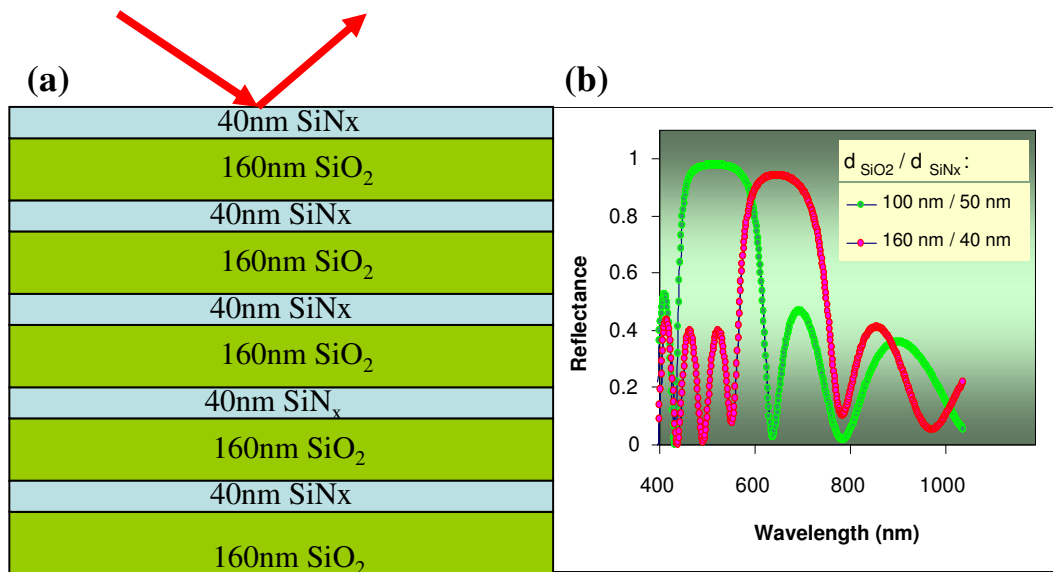 (a)
40nm SiNx
160nm SiO₂
40nm SiNx
160nm SiO₂
40nm SiNx
160nm SiO₂
40nm SiNₓ
160nm SiO₂
40nm SiNx
160nm SiO₂
(b)
d SiO2 / d SiNx :
100 nm / 50 nm
160 nm / 40 nm
Reflectance
1
0.8
0.6
0.4
0.2
0
400 600 800 1000
Wavelength (nm)